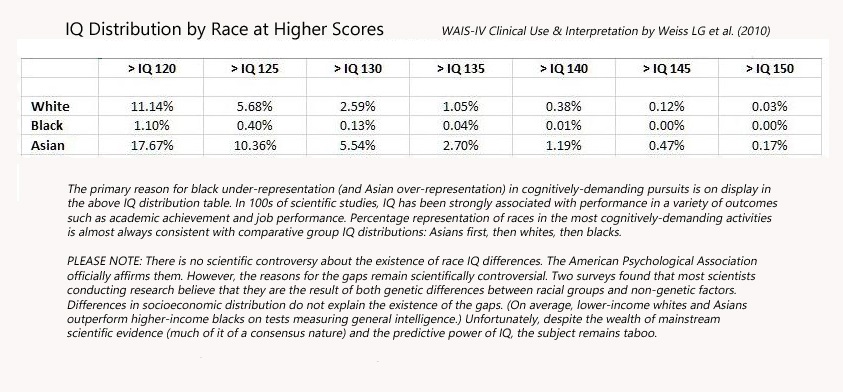 IQ Distribution by Race at Higher Scores WAIS-IV Clinical Use & Interpretation by Weiss LG et al. (2010)
> IQ 120 > IQ 125 > IQ 130 > IQ 135 > IQ 140 > IQ 145 > IQ 150
White 11.14% 5.68% 2.59% 1.05% 0.38% 0.12% 0.03%
Black 1.10% 0.40% 0.13% 0.04% 0.01% 0.00% 0.00%
Asian 17.67% 10.36% 5.54% 2.70% 1.19% 0.47% 0.17%
The primary reason for black under-representation (and Asian over-representation) in cognitively-demanding pursuits is on display in
the above IQ distribution table. In 100s of scientific studies, IQ has been strongly associated with performance in a variety of outcomes
such as academic achievement and job performance. Percentage representation of races in the most cognitively-demanding activities
is almost always consistent with comparative group IQ distributions: Asians first, then whites, then blacks.
PLEASE NOTE: There is no scientific controversy about the existence of race IQ differences. The American Psychological Association
officially affirms them. However, the reasons for the gaps remain scientifically controversial. Two surveys found that most scientists
conducting research believe that they are the result of both genetic differences between racial groups and non-genetic factors.
Differences in socioeconomic distribution do not explain the existence of the gaps. (On average, lower-income whites and Asians
outperform higher-income blacks on tests measuring general intelligence.) Unfortunately, despite the wealth of mainstream
scientific evidence (much of it of a consensus nature) and the predictive power of IQ, the subject remains taboo.